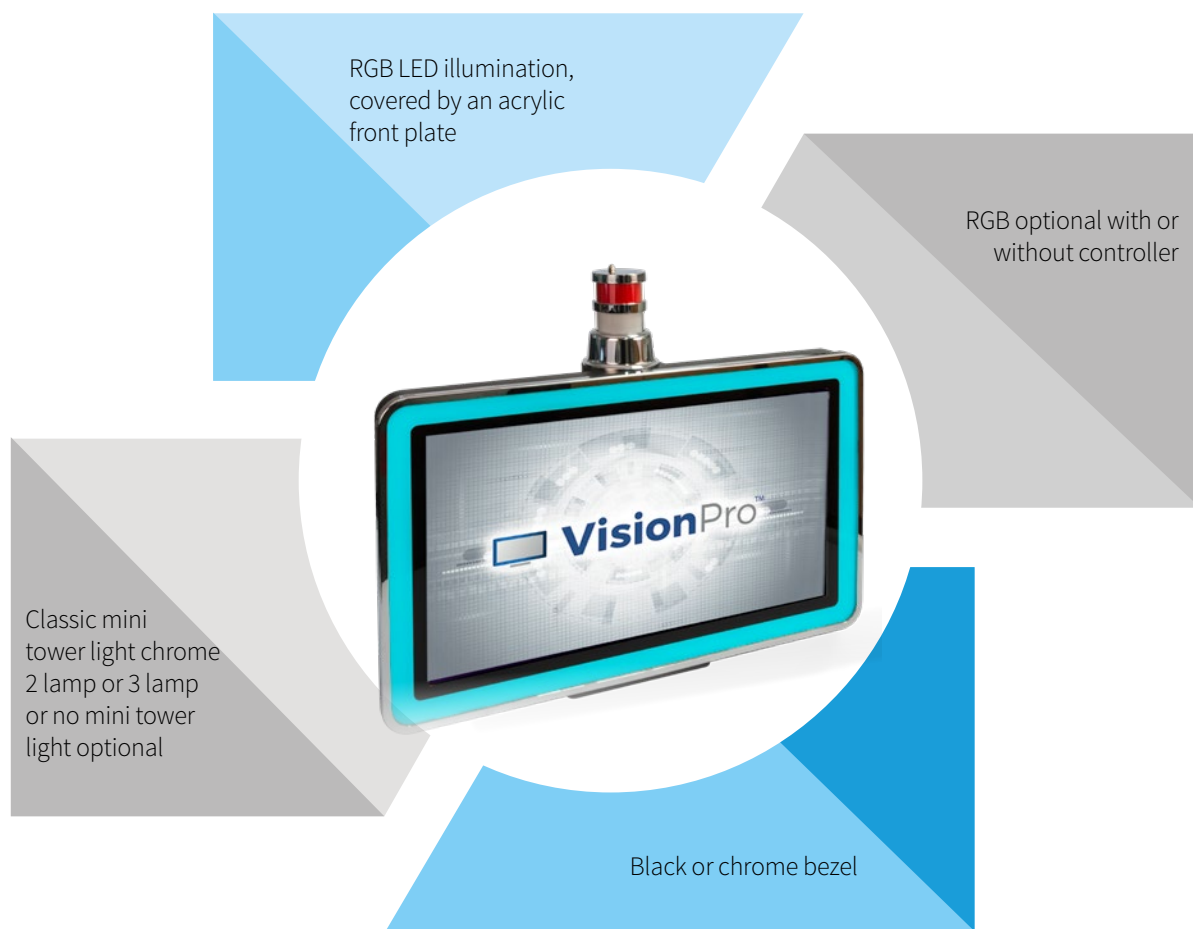 RGB LED illumination,
covered by an acrylic
front plate
RGB optional with or
without controller
VisionPro™
Classic mini
tower light chrome
2 lamp or 3 lamp
or no mini tower
light optional
Black or chrome bezel